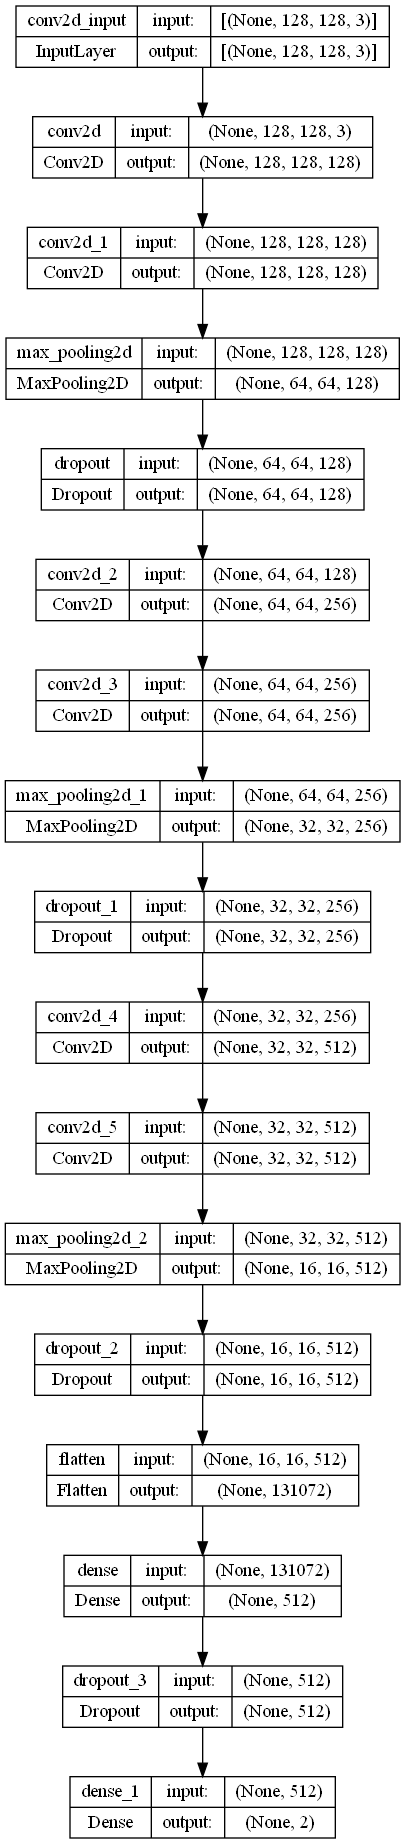 conv2d_input input: [(None, 128, 128, 3)]
InputLayer output: [(None, 128, 128, 3)]
conv2d input: (None, 128, 128, 3)
Conv2D output: (None, 128, 128, 128)
conv2d_1 input: (None, 128, 128, 128)
Conv2D output: (None, 128, 128, 128)
max_pooling2d input: (None, 128, 128, 128)
MaxPooling2D output: (None, 64, 64, 128)
dropout input: (None, 64, 64, 128)
Dropout output: (None, 64, 64, 128)
conv2d_2 input: (None, 64, 64, 128)
Conv2D output: (None, 64, 64, 256)
conv2d_3 input: (None, 64, 64, 256)
Conv2D output: (None, 64, 64, 256)
max_pooling2d_1 input: (None, 64, 64, 256)
MaxPooling2D output: (None, 32, 32, 256)
dropout_1 input: (None, 32, 32, 256)
Dropout output: (None, 32, 32, 256)
conv2d_4 input: (None, 32, 32, 256)
Conv2D output: (None, 32, 32, 512)
conv2d_5 input: (None, 32, 32, 512)
Conv2D output: (None, 32, 32, 512)
max_pooling2d_2 input: (None, 32, 32, 512)
MaxPooling2D output: (None, 16, 16, 512)
dropout_2 input: (None, 16, 16, 512)
Dropout output: (None, 16, 16, 512)
flatten input: (None, 16, 16, 512)
Flatten output: (None, 131072)
dense input: (None, 131072)
Dense output: (None, 512)
dropout_3 input: (None, 512)
Dropout output: (None, 512)
dense_1 input: (None, 512)
Dense output: (None, 2)